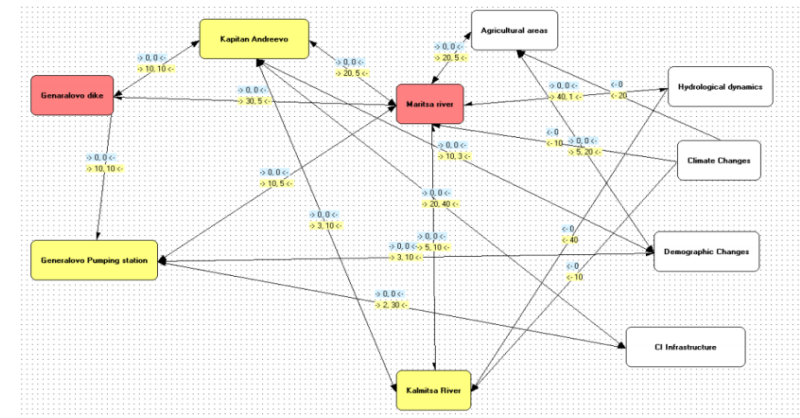 Agricultural areas
Kapitan Andreevo
-> 0, 0 <-
-> 10, 10 <-
-> 0, 0 <-
-> 20, 5 <-
-> 0, 0 <-
-> 20, 5 <-
Genaralovo dike
-> 0, 0 <-
-> 30, 5 <-
Maritsa river
-> 0, 0 <-
-> 40, 1 <-
<- 0
<- 20
Hydrological dynamics
<- 0
<- 10
-> 0, 0 <-
-> 5, 20 <-
-> 0, 0 <-
-> 10, 3 <-
Climate Changes
-> 0, 0 <-
-> 10, 10 <-
-> 0, 0 <-
-> 10, 5 <-
-> 0, 0 <-
-> 20, 40 <-
-> 0, 0 <-
-> 3, 10 <-
<- 0
<- 40
-> 0, 0 <-
-> 5, 10 <-
-> 0, 0 <-
-> 3, 10 <-
Generalovo Pumping station
Demographic Changes
<- 0
<- 10
-> 0, 0 <-
-> 2, 30 <-
CI Infrastructure
Kalmitsa River